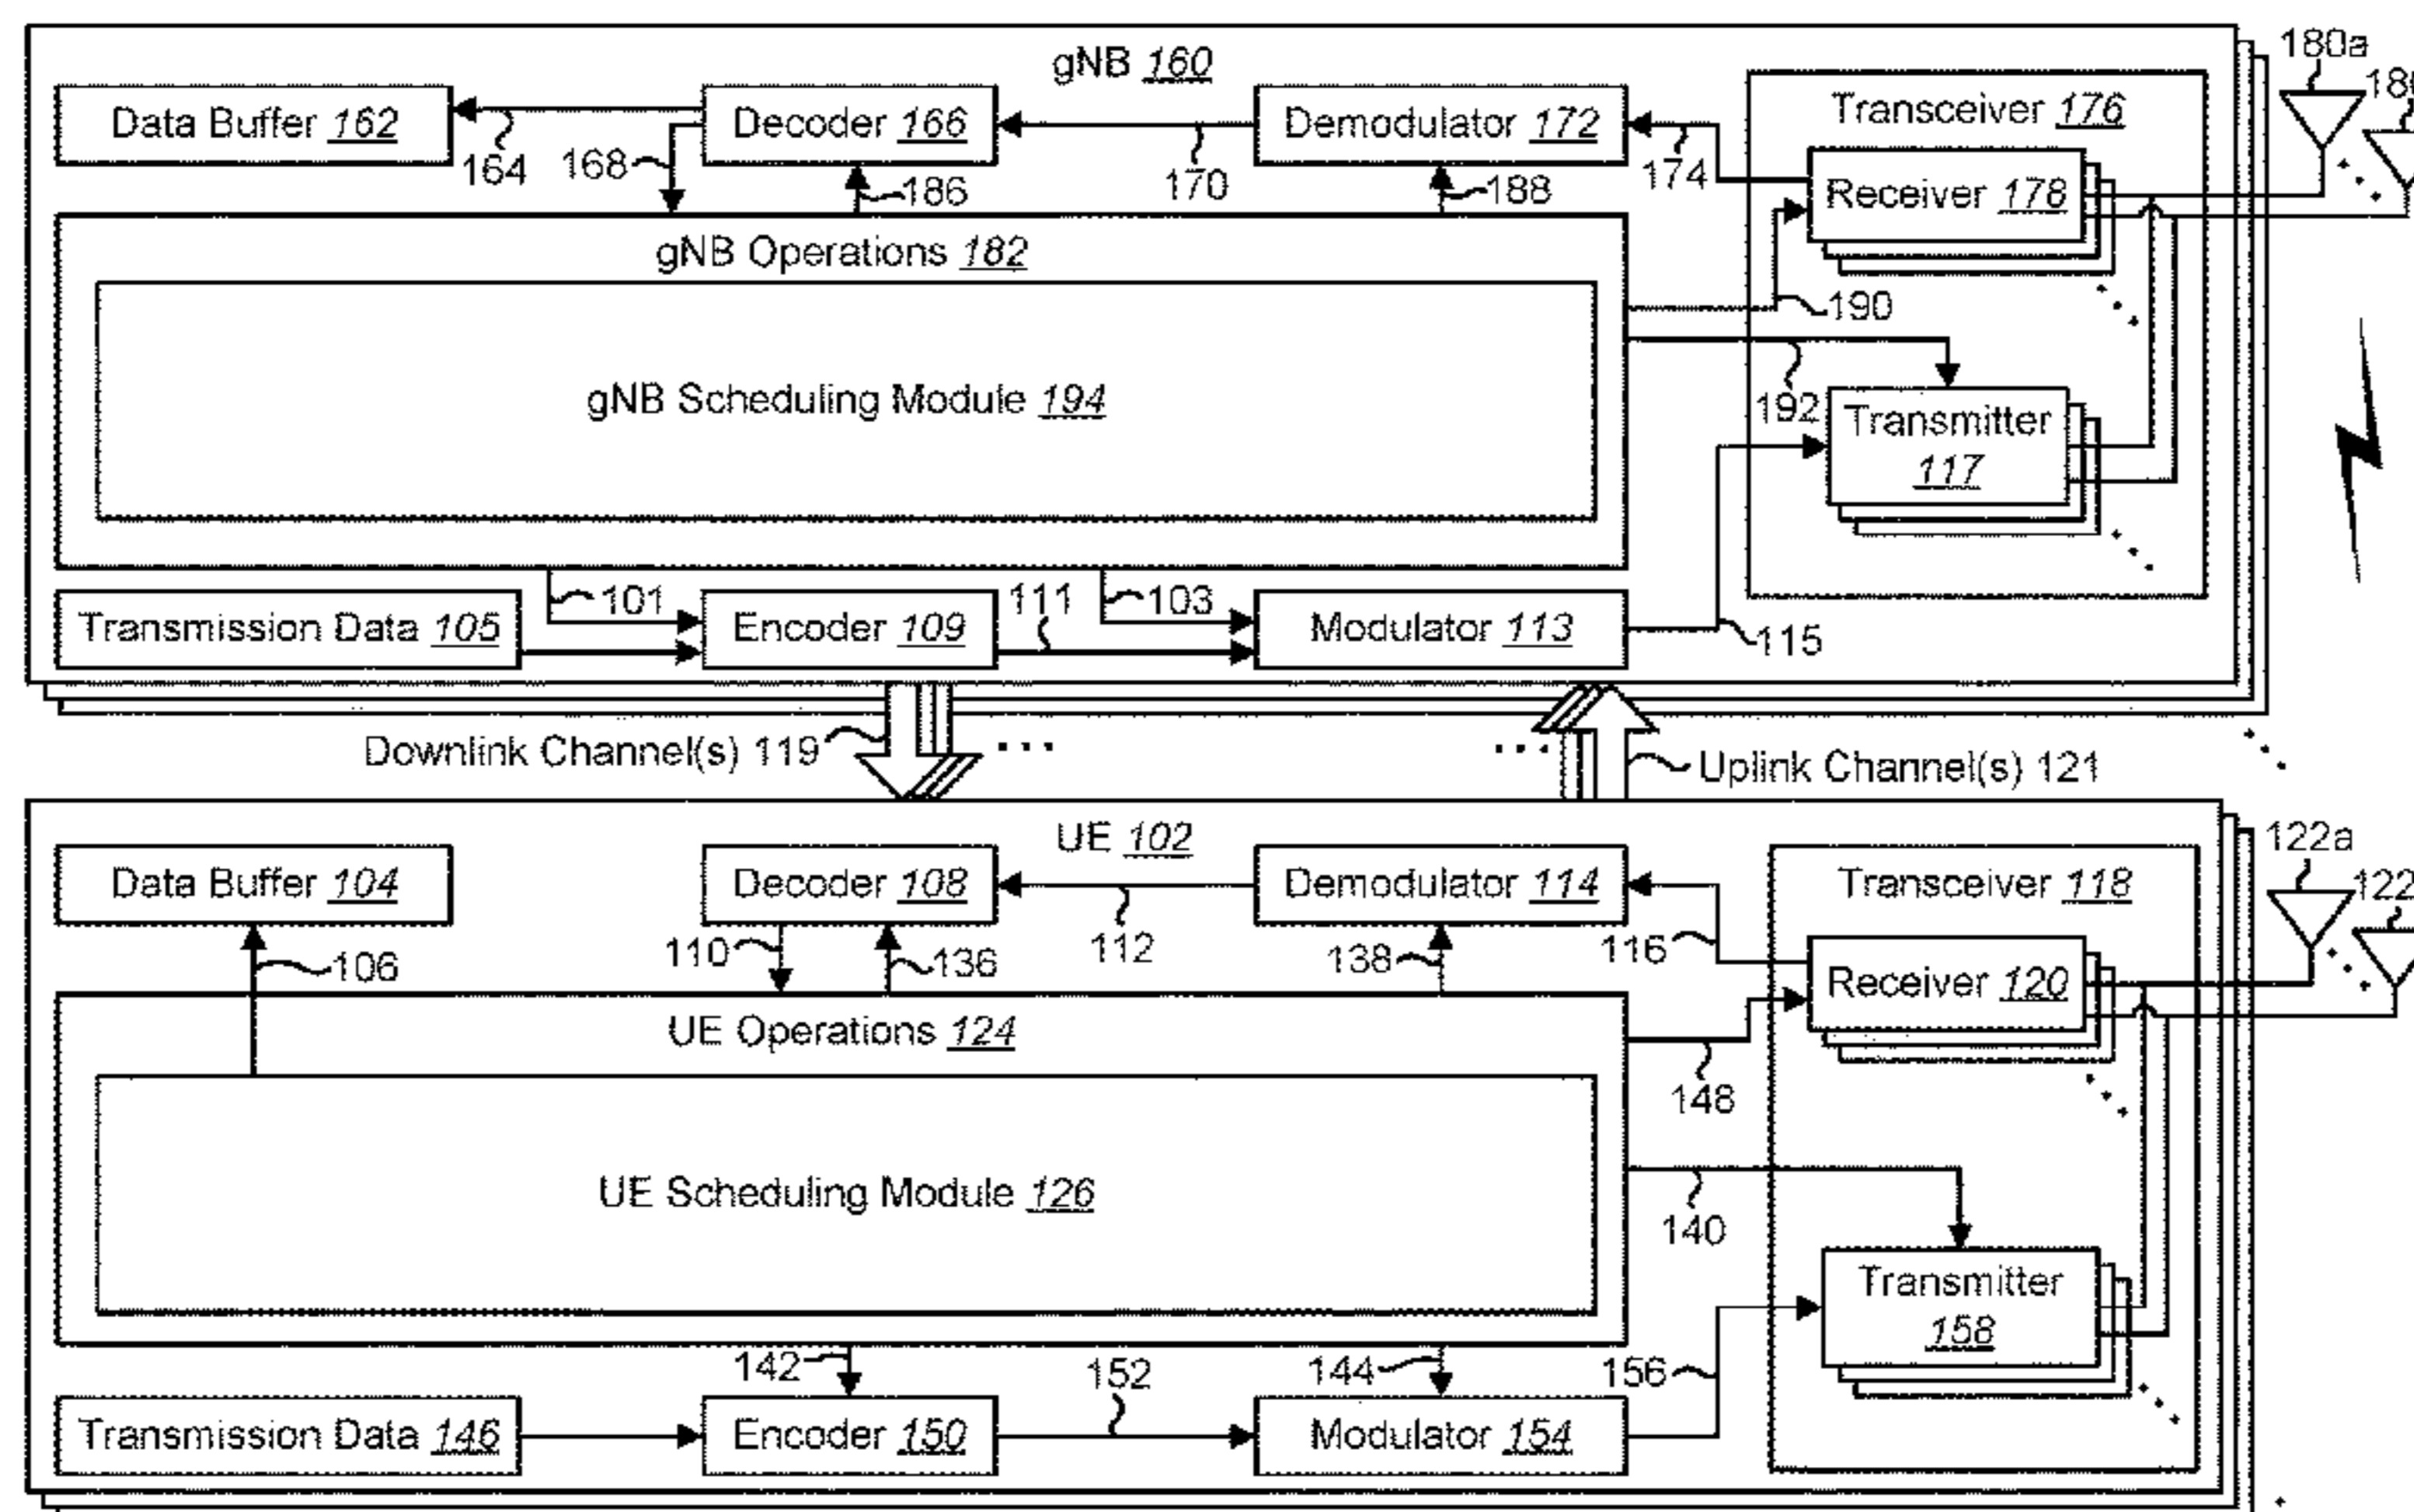 gNB 160
180a
Data Buffer 162
Decoder 166
Demodulator 172
Transceiver 176
164
168
186
170
188
174
Receiver 178
gNB Operations 182
190
gNB Scheduling Module 194
192
Transmitter
117
101
111
103
Transmission Data 105
Encoder 109
Modulator 113
115
Downlink Channel(s) 119
Uplink Channel(s) 121
UE 102
122a
Data Buffer 104
Decoder 108
Demodulator 114
Transceiver 118
106
110
136
112
138
116
Receiver 120
UE Operations 124
148
UE Scheduling Module 126
140
Transmitter
158
142
152
144
156
Transmission Data 146
Encoder 150
Modulator 154